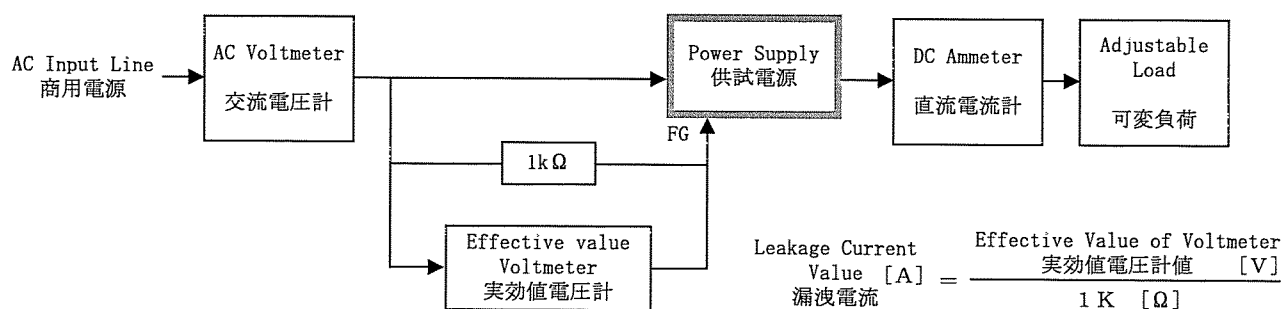 AC Input Line
商用電源
AC Voltmeter
交流電圧計
Power Supply
供試電源
DC Ammeter
直流電流計
Adjustable
Load
可変負荷
FG
1kΩ
Effective value
Voltmeter
実効値電圧計
Leakage Current
Value [A]
漏洩電流
=
Effective Value of Voltmeter
実効値電圧計値 [V]
1 K [Ω]